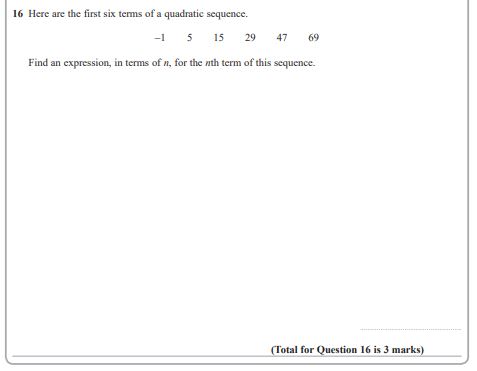 16 Here are the first six terms of a quadratic sequence.
–1 5 15 29 47 69
Find an expression, in terms of n, for the nth term of this sequence.
(Total for Question 16 is 3 marks)